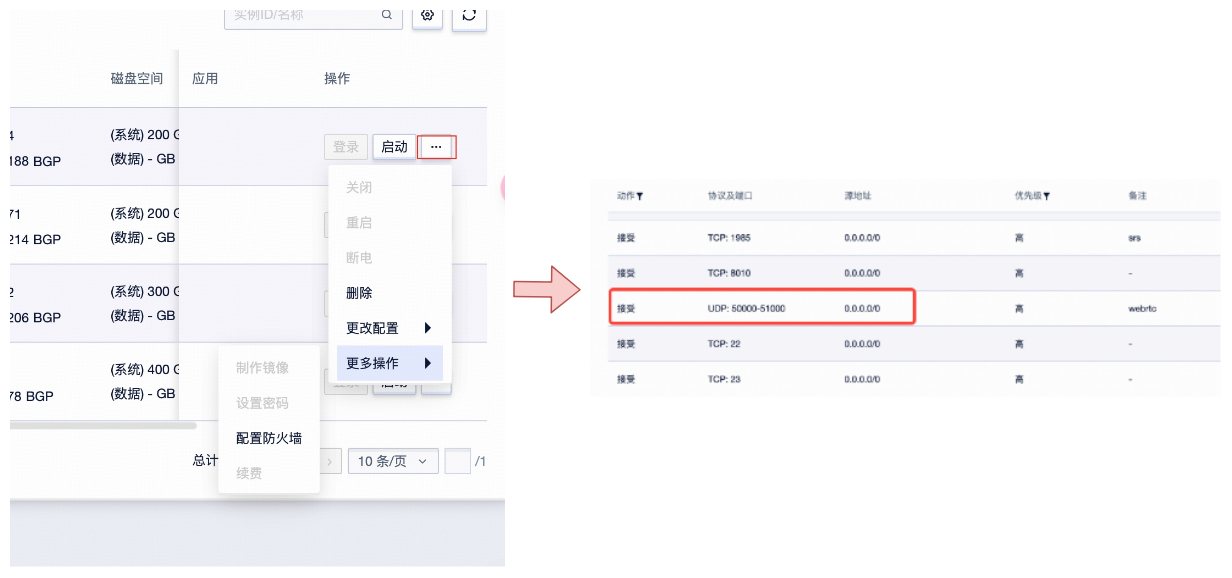 实例ID/名称
磁盘空间 应用 操作
4 (系统) 200 G
188 BGP (数据) - GB
登录 启动 ...
71 (系统) 200 G
214 BGP (数据) - GB
2 (系统) 300 G
206 BGP (数据) - GB
(系统) 400 G
78 BGP (数据) - GB
关闭
重启
断电
删除
更改配置
更多操作
登录 启动
制作镜像
设置密码
配置防火墙
续费
总计
10 条/页 /1
动作 协议及端口 源地址 优先级 备注
接受 TCP: 1985 0.0.0.0/0 高 srs
接受 TCP: 8010 0.0.0.0/0 高 -
接受 UDP: 50000-51000 0.0.0.0/0 高 webrtc
接受 TCP: 22 0.0.0.0/0 高 -
接受 TCP: 23 0.0.0.0/0 高 -